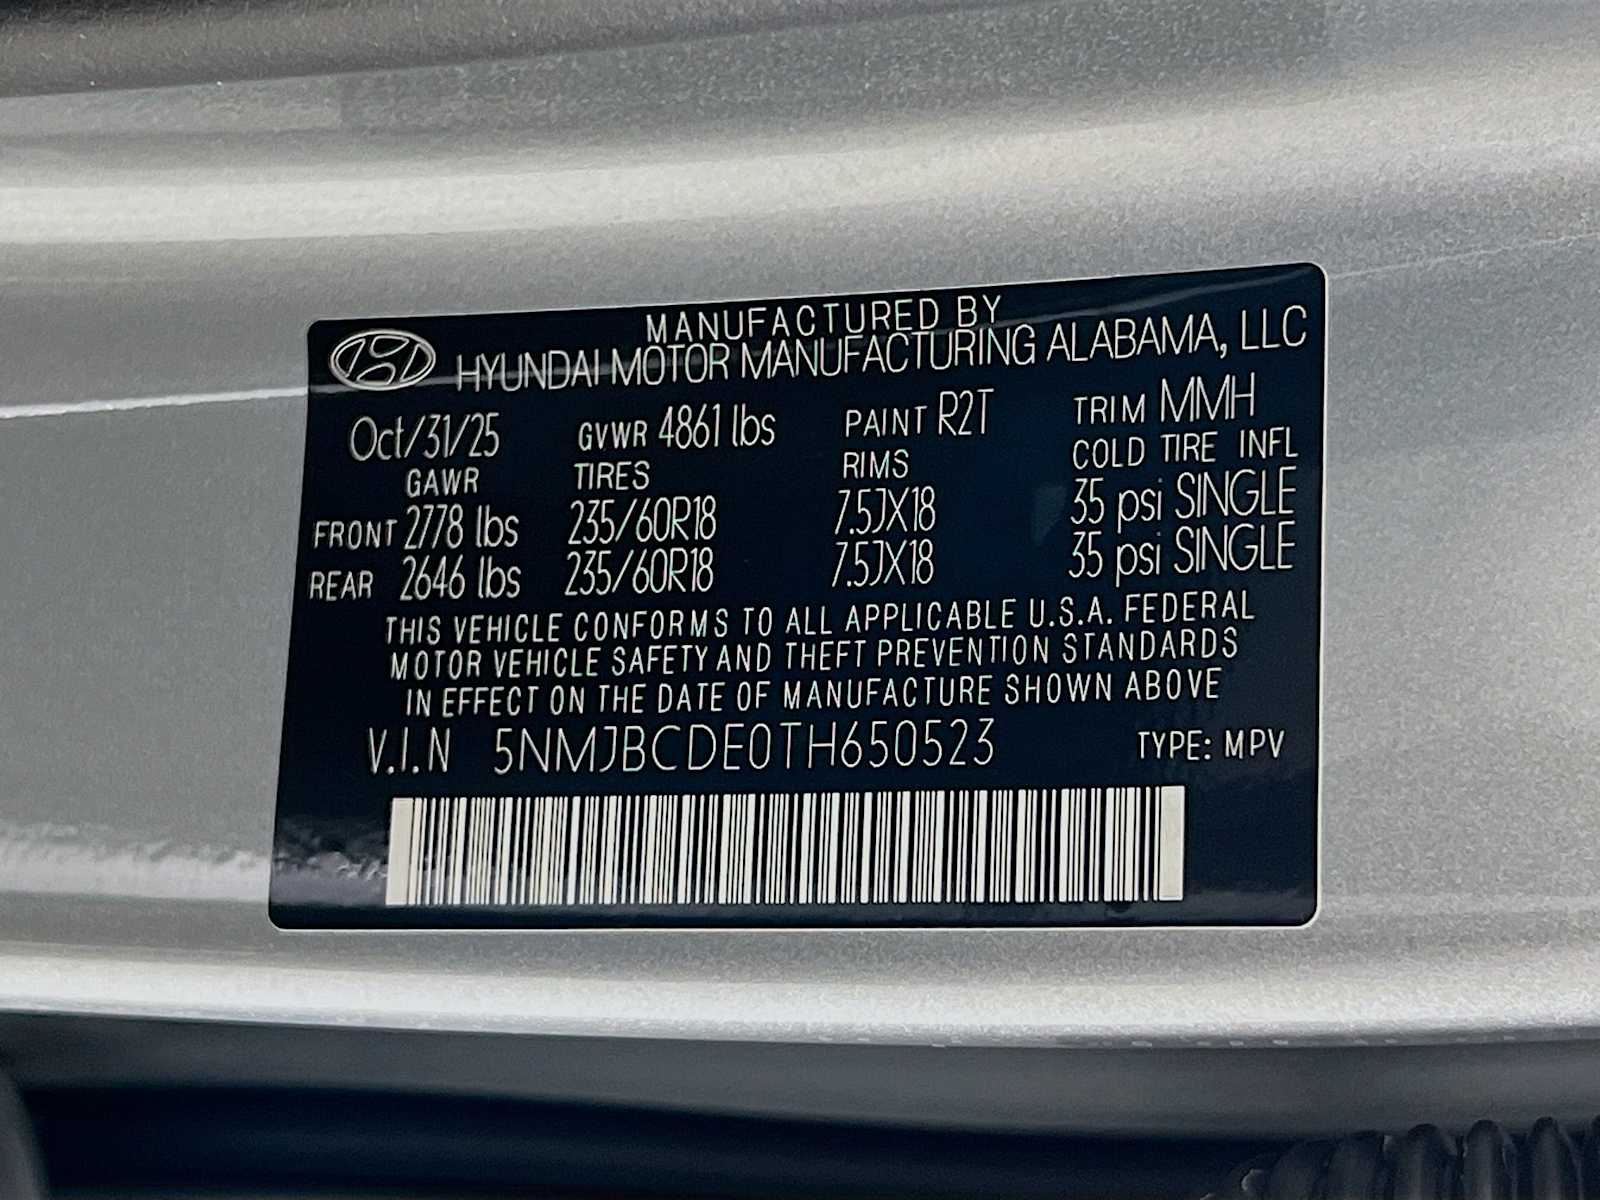 MANUFACTURED BY
HYUNDAI MOTOR MANUFACTURING ALABAMA, LLC
Oct/31/25 GVWR 4861 lbs PAINT R2T TRIM MMH
GAWR TIRES RIMS COLD TIRE INFL
FRONT 2778 lbs 235/60R18 7.5JX18 35 psi SINGLE
REAR 2646 lbs 235/60R18 7.5JX18 35 psi SINGLE
THIS VEHICLE CONFORMS TO ALL APPLICABLE U.S.A. FEDERAL
MOTOR VEHICLE SAFETY AND THEFT PREVENTION STANDARDS
IN EFFECT ON THE DATE OF MANUFACTURE SHOWN ABOVE
V.I.N 5NMJBCDE0TH650523 TYPE: MPV